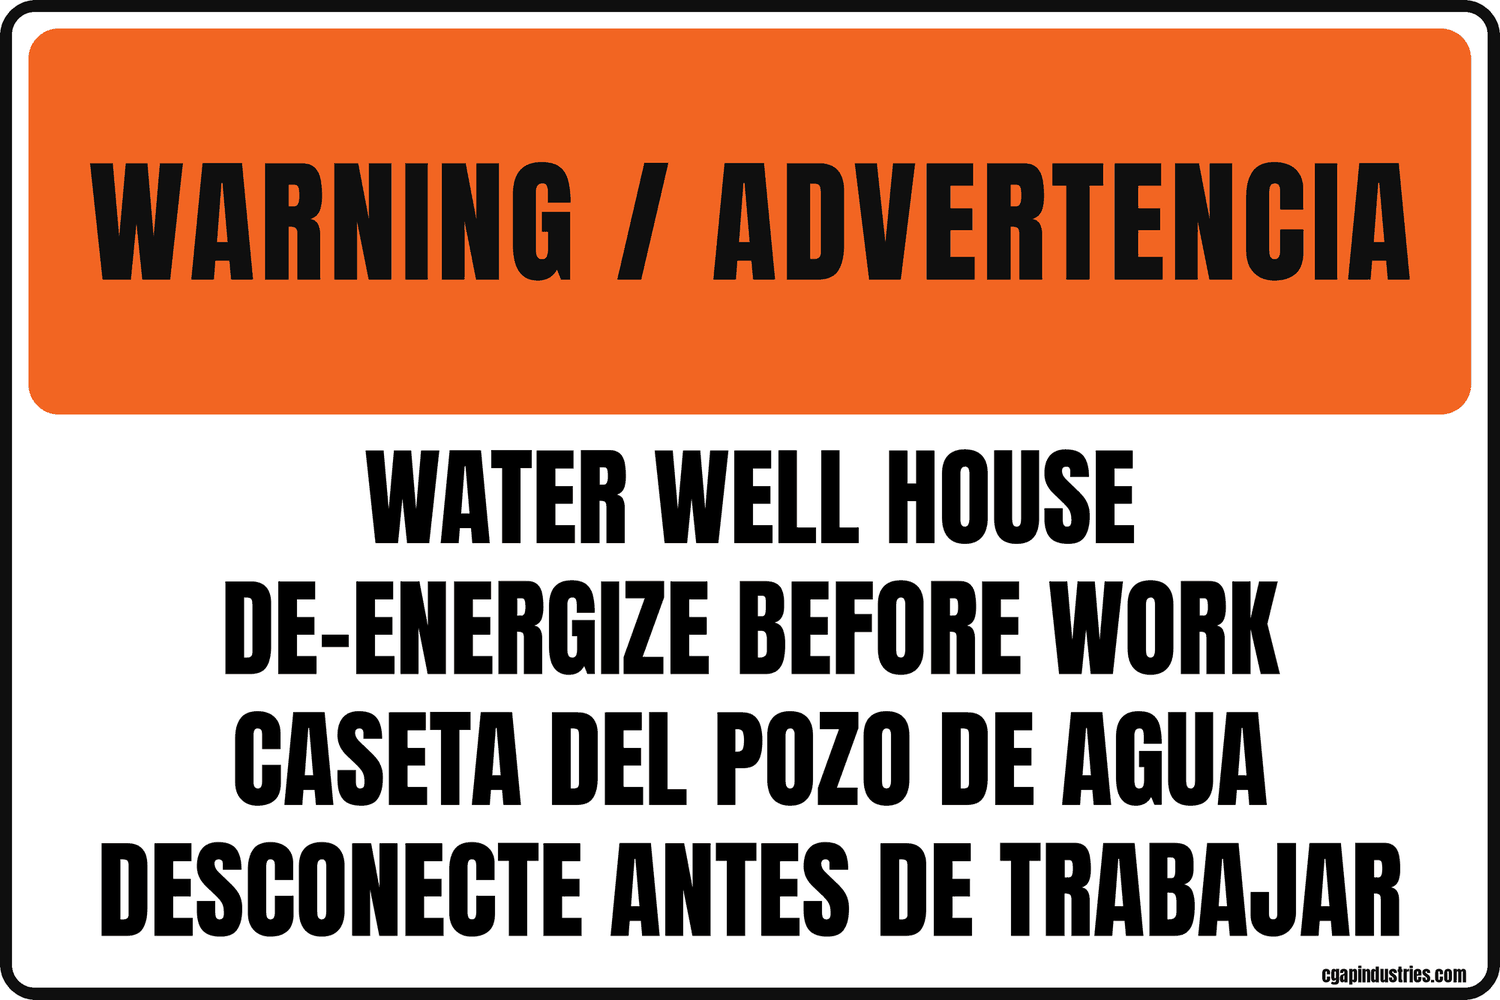 WARNING / ADVERTENCIA
WATER WELL HOUSE
DE-ENERGIZE BEFORE WORK
CASETA DEL POZO DE AGUA
DESCONECTE ANTES DE TRABAJAR
cgapindustries.com